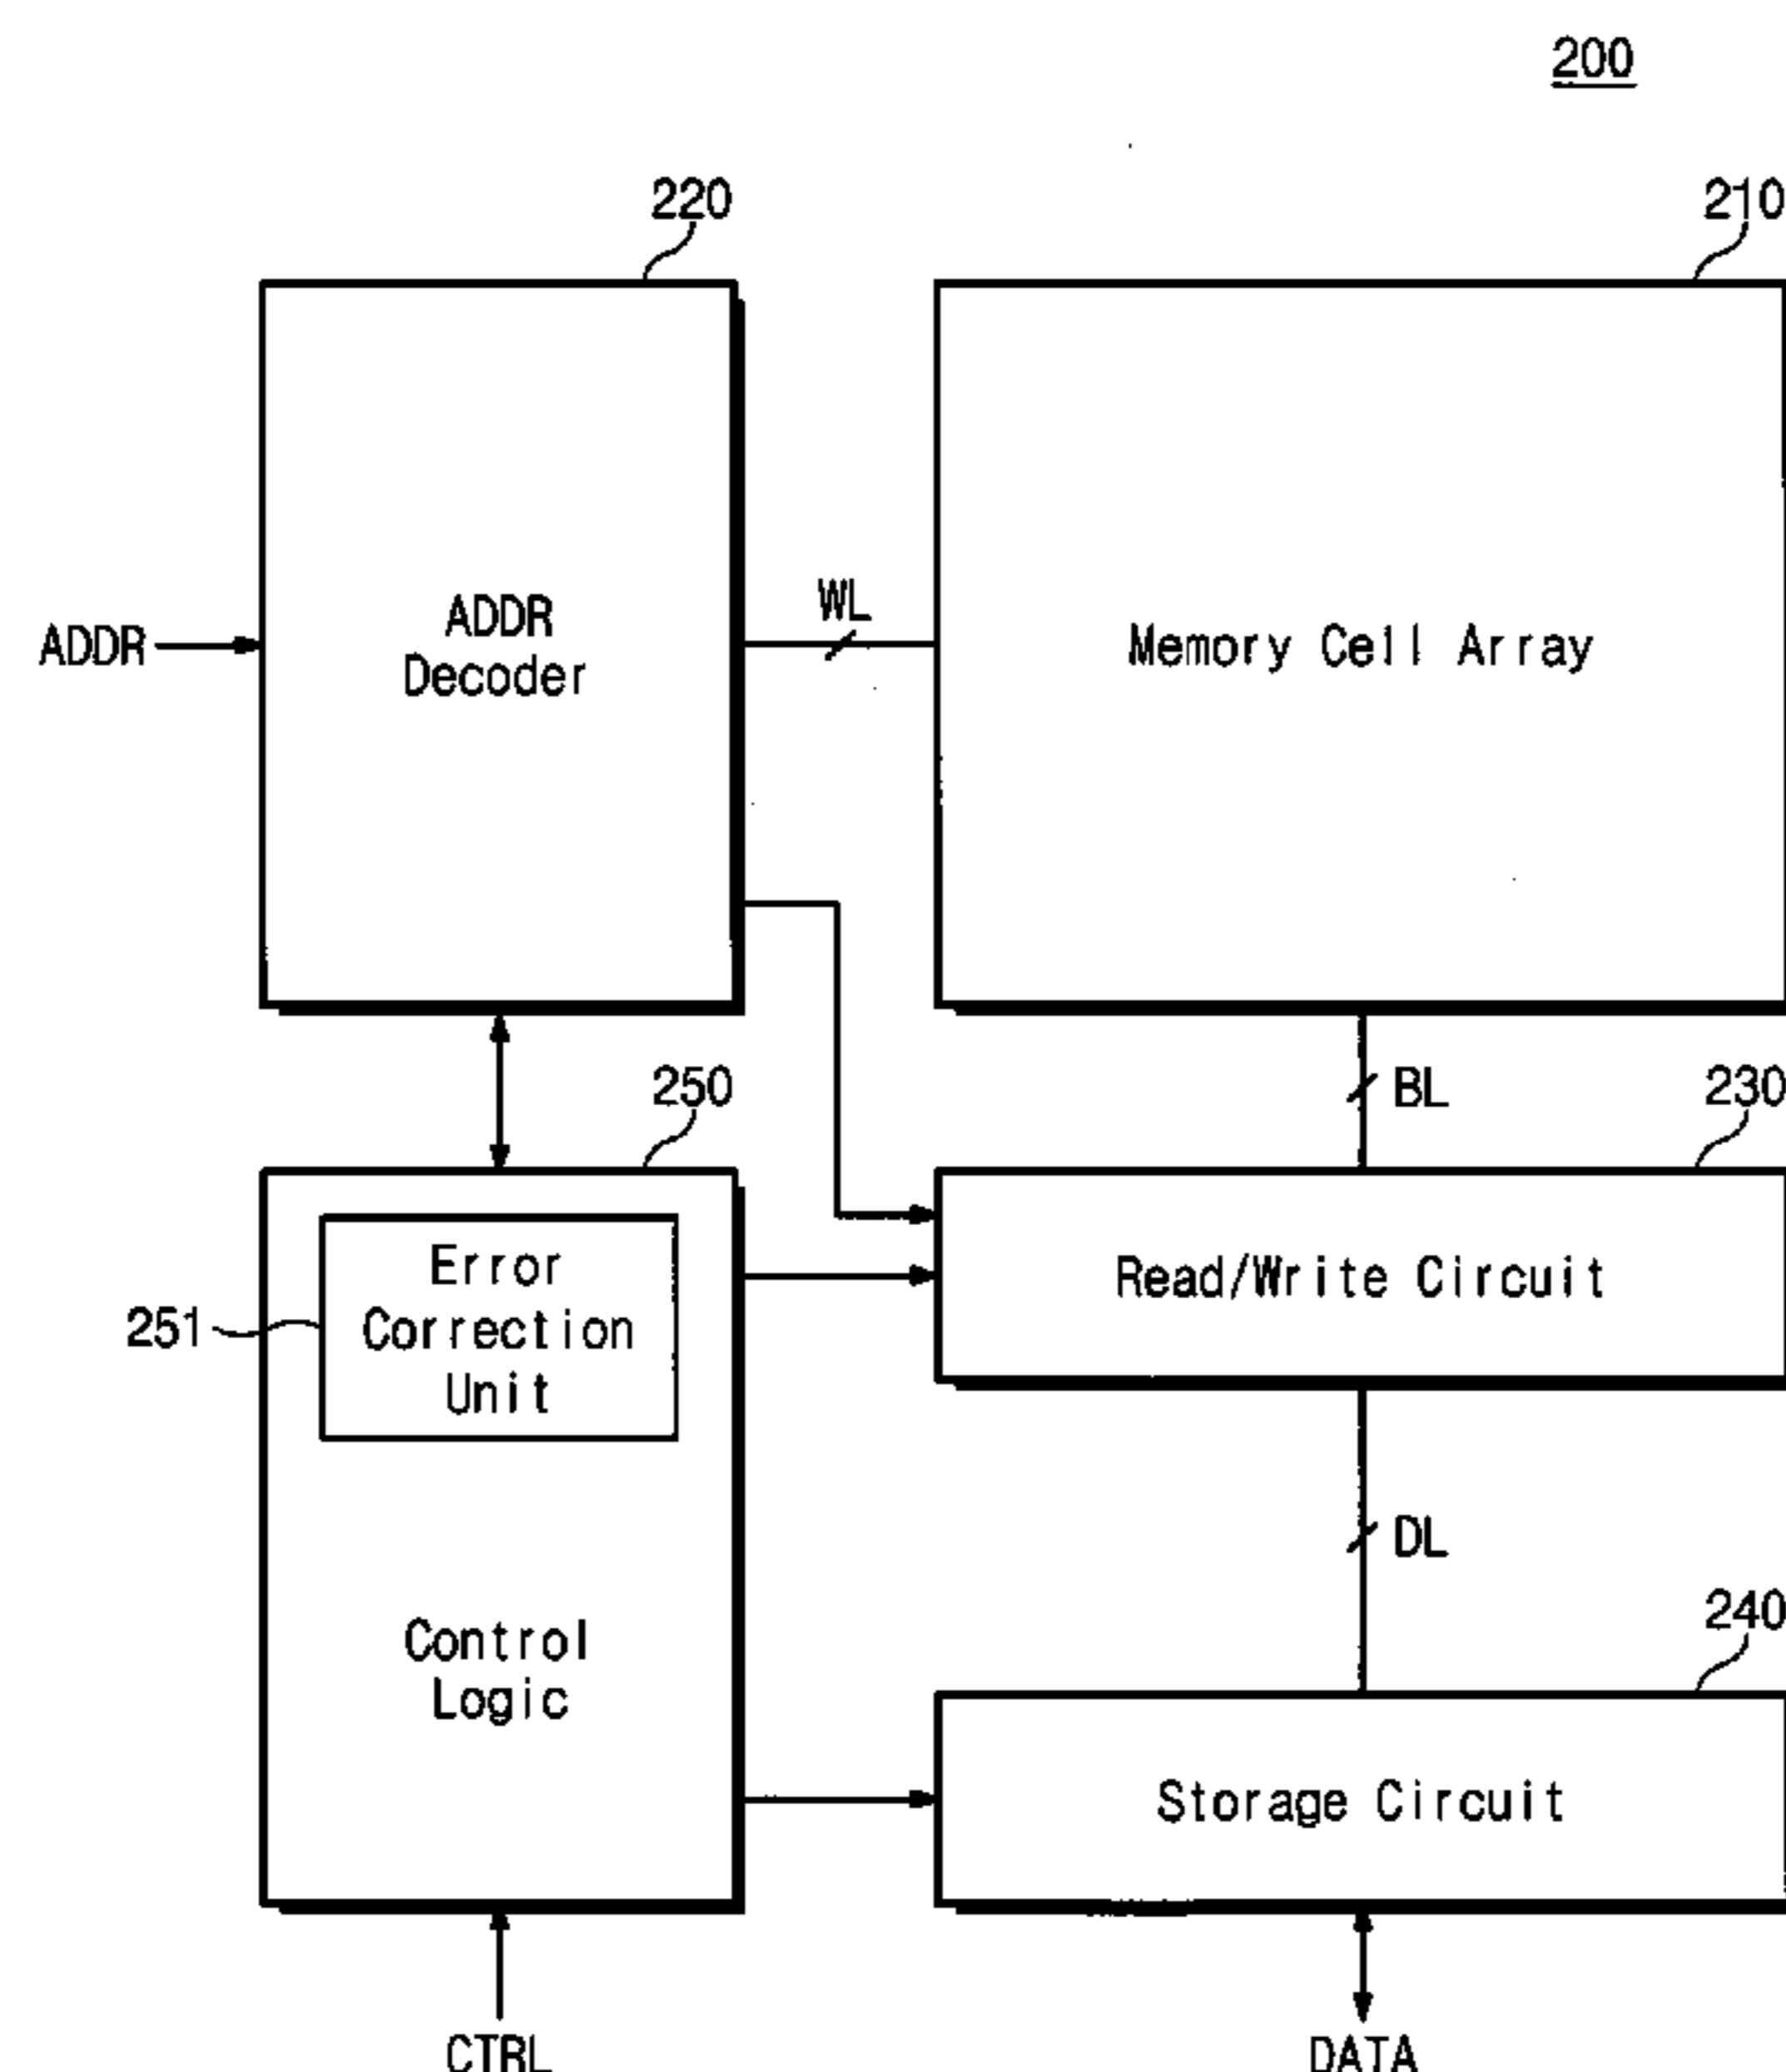 200
220
210
ADDR
ADDR
Decoder
WL
Memory Cell Array
250
BL
230
Error
Correction
Unit
251
Read/Write Circuit
DL
240
Control
Logic
Storage Circuit
CTRL
DATA